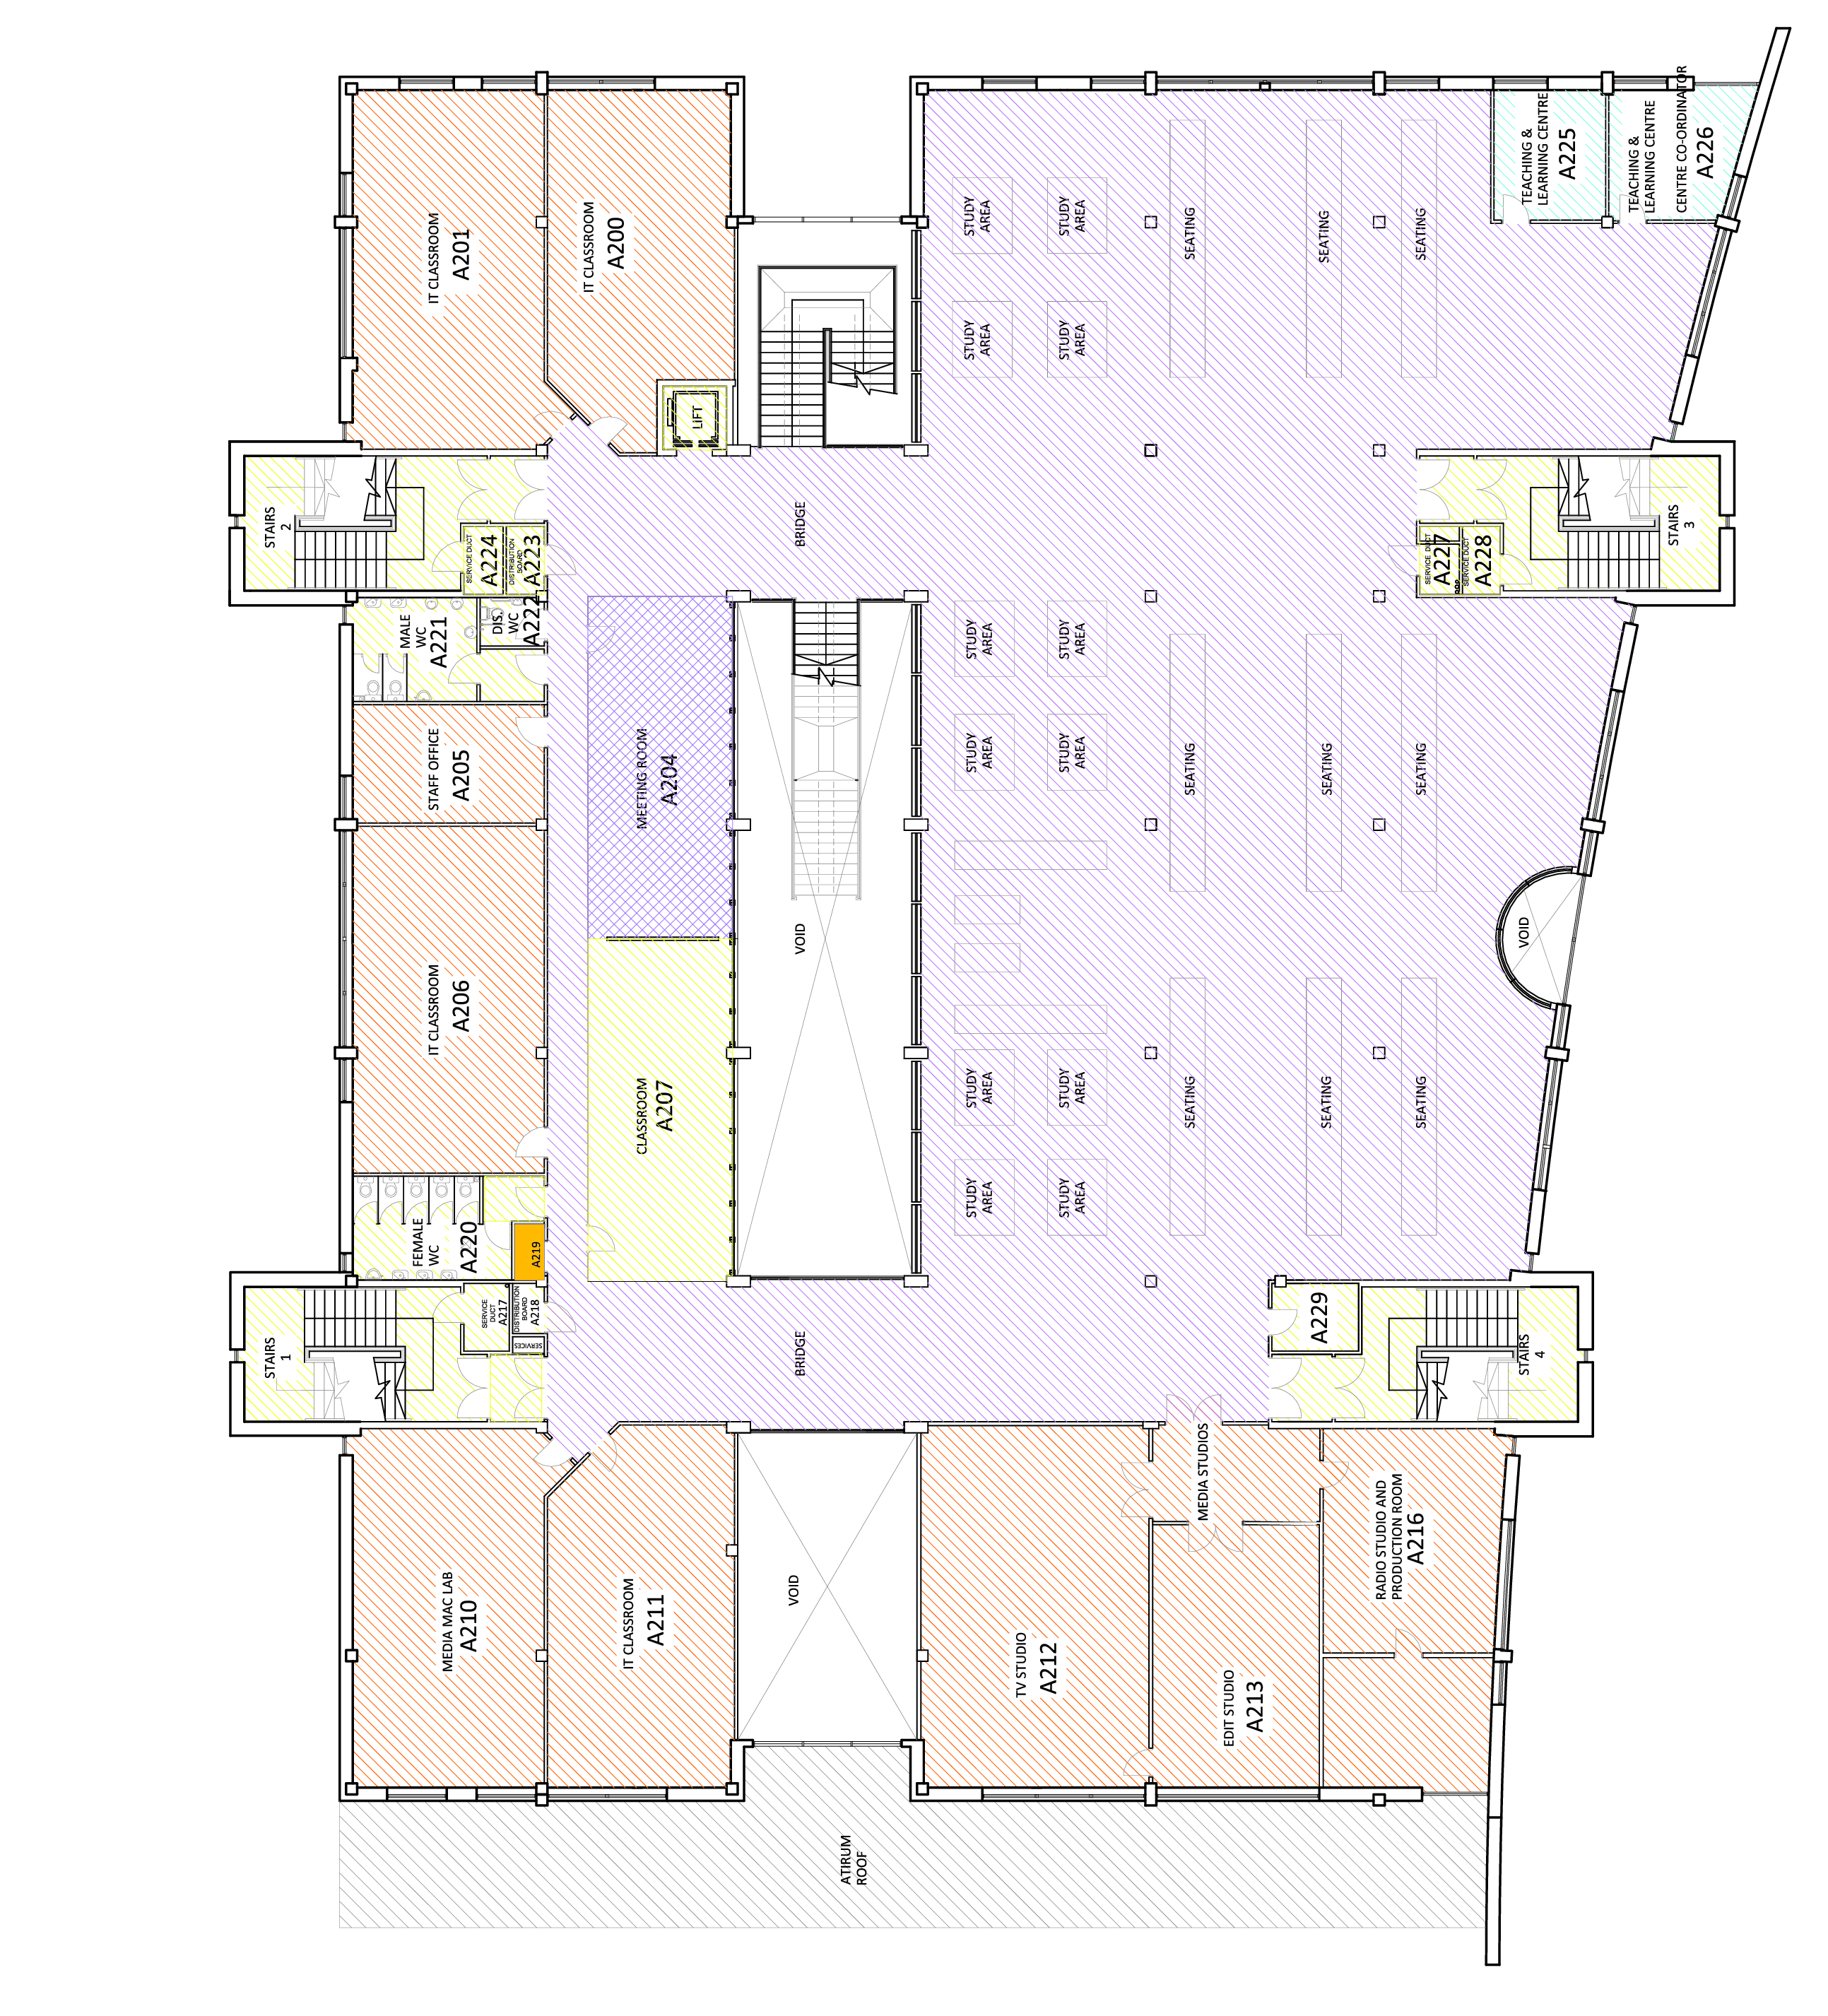 IT CLASSROOM
A201
IT CLASSROOM
A200
LIFT
STUDY
AREA
STUDY
AREA
STUDY
AREA
STUDY
AREA
SEATING
SEATING
SEATING
TEACHING &
LEARNING CENTRE
A225
TEACHING &
LEARNING CENTRE
CENTRE CO-ORDINATOR
A226
STAIRS
2
SERVICE DUCT
A224
DISTRIBUTION
BOARD
A223
BRIDGE
SERVICE DUCT
A227
SERVICE DUCT
A228
STAIRS
3
MALE
WC
A221
DIS.
WC
A222
STAFF OFFICE
A205
MEETING ROOM
A204
STUDY
AREA
STUDY
AREA
STUDY
AREA
STUDY
AREA
SEATING
SEATING
SEATING
IT CLASSROOM
A206
VOID
VOID
CLASSROOM
A207
STUDY
AREA
STUDY
AREA
STUDY
AREA
STUDY
AREA
SEATING
SEATING
SEATING
FEMALE
WC
A220
A219
STAIRS
1
SERVICE
DUCT
A217
DISTRIBUTION
BOARD
A218
SERVICES
BRIDGE
A229
STAIRS
4
MEDIA MAC LAB
A210
IT CLASSROOM
A211
VOID
TV STUDIO
A212
MEDIA STUDIOS
EDIT STUDIO
A213
RADIO STUDIO AND
PRODUCTION ROOM
A216
ATIRUM
ROOF